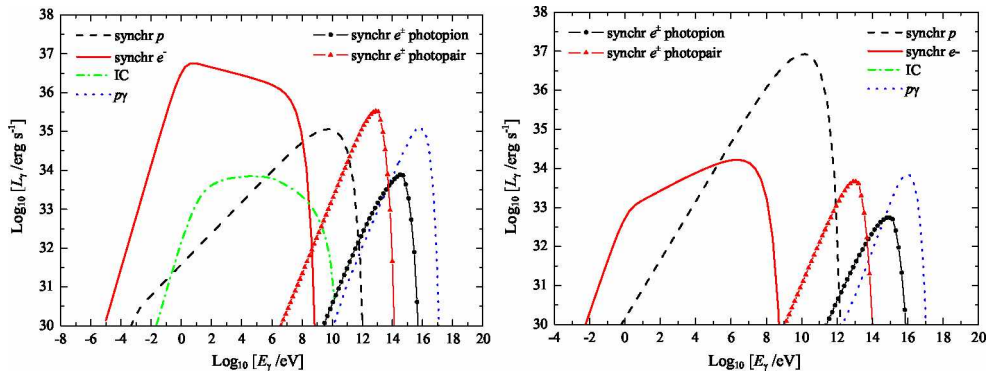 synchr p
synchr e⁻
IC
pγ
synchr e± photopion
synchr e± photopair
Log₁₀ [Lγ /erg s⁻¹]
37
36
35
34
33
32
31
30
-6 -4 -2 0 2 4 6 8 10 12 14 16 18 20
Log₁₀ [Eγ /eV]
synchr e± photopion
synchr e± photopair
synchr p
synchr e-
IC
pγ
Log₁₀ [Lγ /erg s⁻¹]
38
37
36
35
34
33
32
31
30
-4 -2 0 2 4 6 8 10 12 14 16 18 20
Log₁₀ [Eγ /eV]